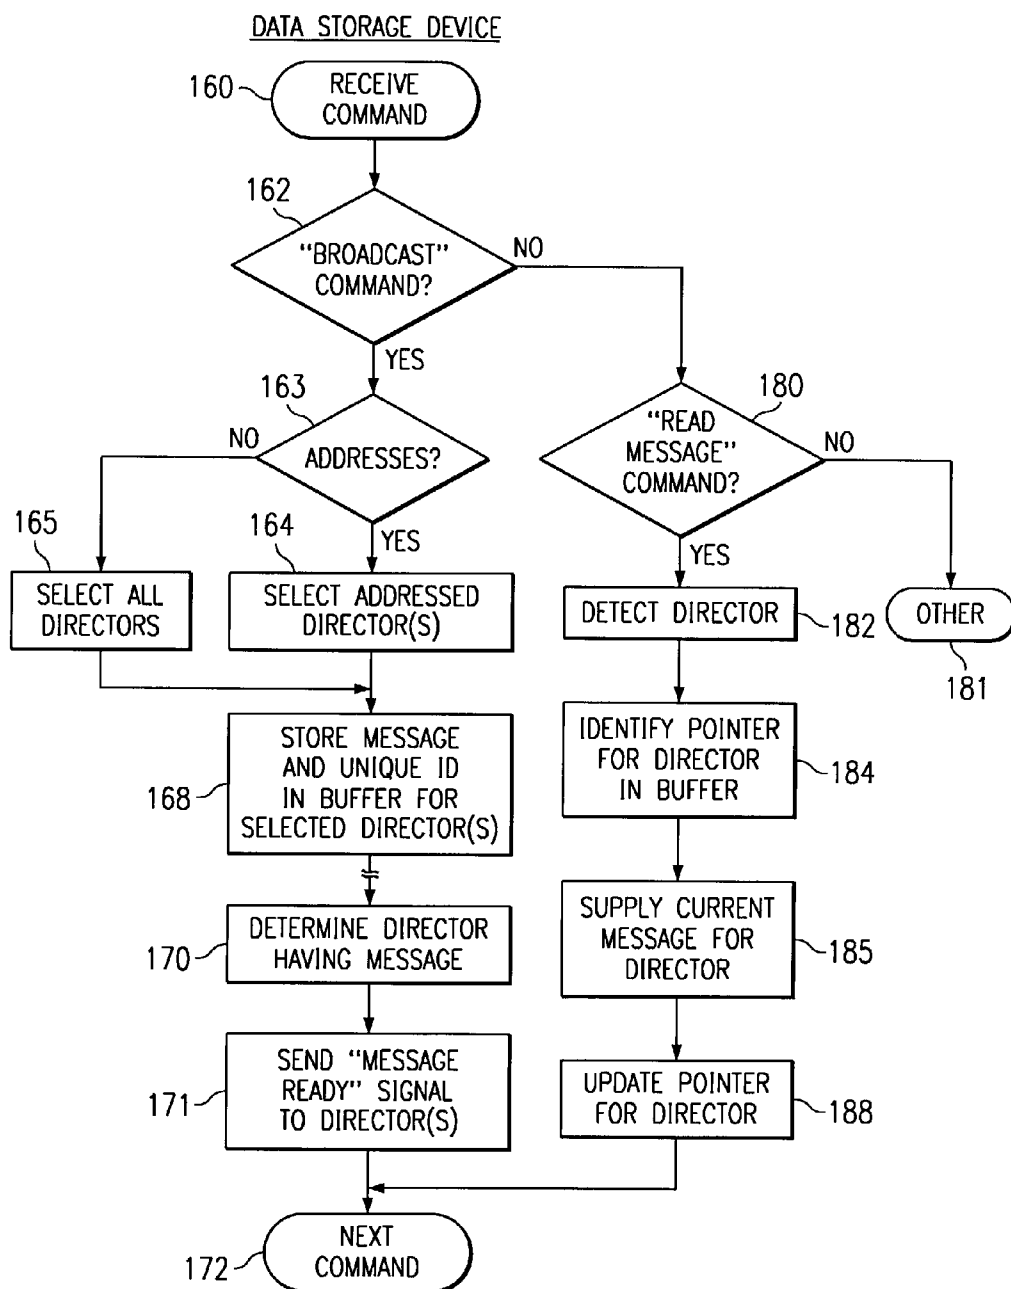 DATA STORAGE DEVICE
160
RECEIVE
COMMAND
162
"BROADCAST"
COMMAND?
NO
YES
163
ADDRESSES?
NO
YES
180
"READ
MESSAGE"
COMMAND?
NO
YES
165
SELECT ALL
DIRECTORS
164
SELECT ADDRESSED
DIRECTOR(S)
DETECT DIRECTOR
182
OTHER
181
168
STORE MESSAGE
AND UNIQUE ID
IN BUFFER FOR
SELECTED DIRECTOR(S)
IDENTIFY POINTER
FOR DIRECTOR
IN BUFFER
184
170
DETERMINE DIRECTOR
HAVING MESSAGE
SUPPLY CURRENT
MESSAGE FOR
DIRECTOR
185
171
SEND "MESSAGE
READY" SIGNAL
TO DIRECTOR(S)
UPDATE POINTER
FOR DIRECTOR
188
172
NEXT
COMMAND